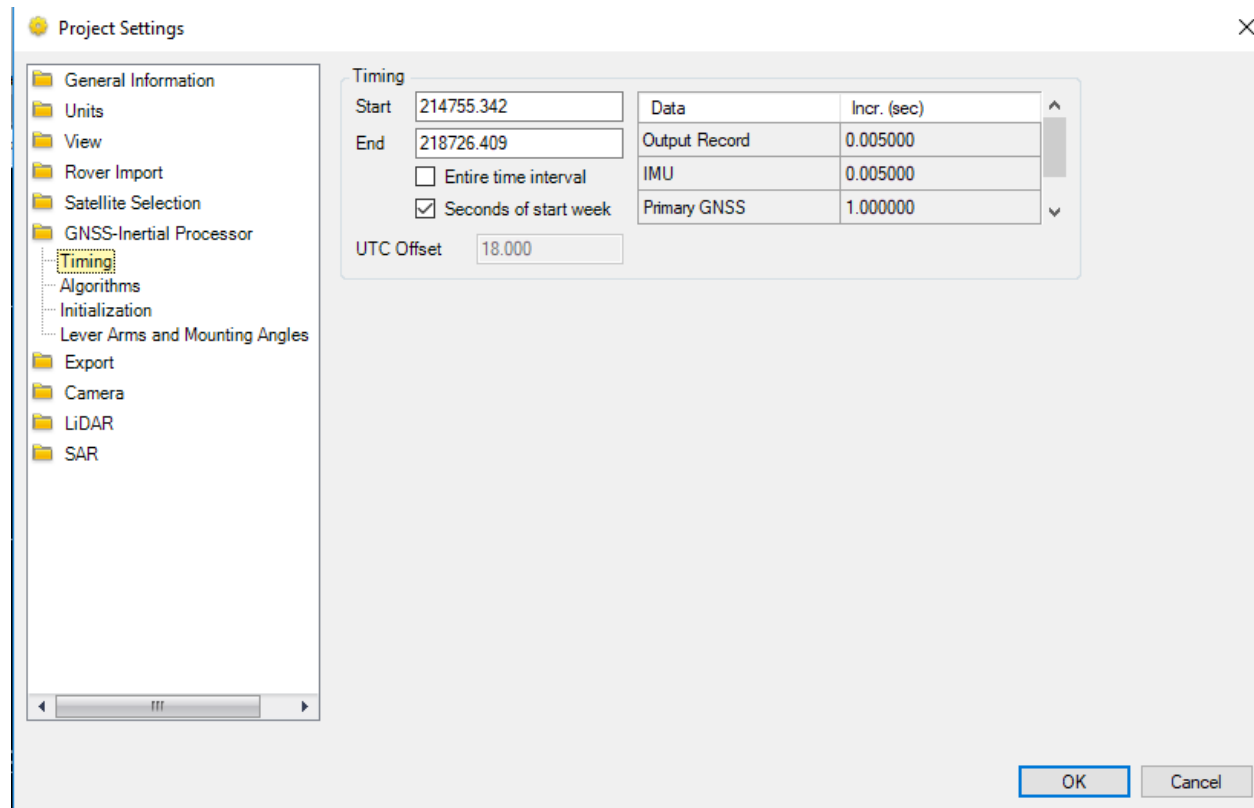 Project Settings
General Information
Units
View
Rover Import
Satellite Selection
GNSS-Inertial Processor
Timing
Algorithms
Initialization
Lever Arms and Mounting Angles
Export
Camera
LiDAR
SAR
Timing
Start 214755.342
End 218726.409
Entire time interval
Seconds of start week
UTC Offset 18.000
Data Incr. (sec)
Output Record 0.005000
IMU 0.005000
Primary GNSS 1.000000
OK Cancel